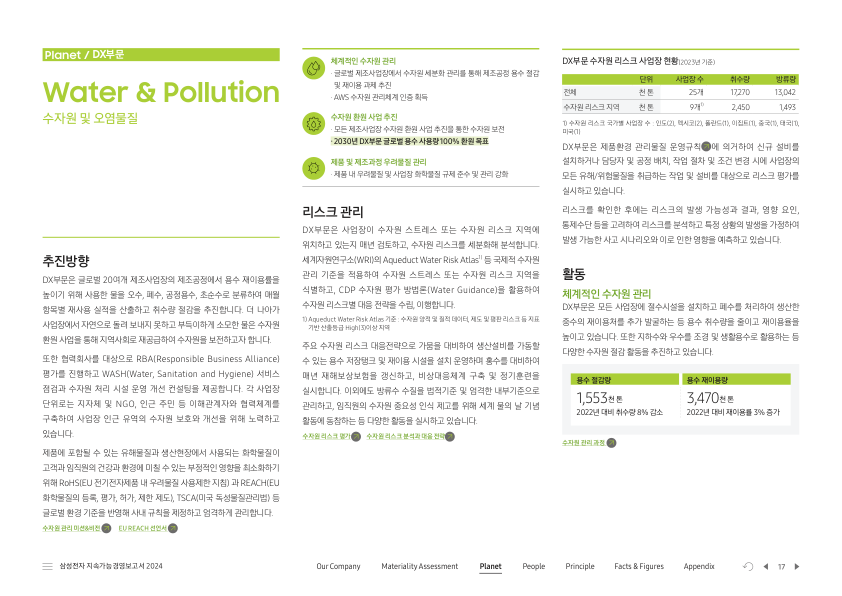 Planet / DX부문
Water & Pollution
수자원 및 오염물질
추진방향
DX부문은 글로벌 20여개 제조사업장의 제조공정에서 용수 재이용률을
높이기 위해 사용한 물을 오수, 폐수, 공정용수, 초순수로 분류하여 매월
항목별 재사용 실적을 산출하고 취수량 절감을 추진합니다. 더 나아가
사업장에서 자연으로 돌려 보내지 못하고 부득이하게 소모한 물은 수자원
환원 사업을 통해 지역사회로 재공급하여 수자원을 보전하고자 합니다.
또한 협력회사를 대상으로 RBA(Responsible Business Alliance)
평가를 진행하고 WASH(Water, Sanitation and Hygiene) 서비스
점검과 수자원 처리 시설 운영 개선 컨설팅을 제공합니다. 각 사업장
단위로는 지자체 및 NGO, 인근 주민 등 이해관계자와 협력체계를
구축하여 사업장 인근 유역의 수자원 보호와 개선을 위해 노력하고
있습니다.
제품에 포함될 수 있는 유해물질과 생산현장에서 사용되는 화학물질이
고객과 임직원의 건강과 환경에 미칠 수 있는 부정적인 영향을 최소화하기
위해 RoHS(EU 전기전자제품 내 우려물질 사용제한 지침) 과 REACH(EU
화학물질의 등록, 평가, 허가, 제한 제도), TSCA(미국 독성물질관리법) 등
글로벌 환경 기준을 반영해 사내 규칙을 제정하고 엄격하게 관리합니다.
수자원 관리 미션&비전 EU REACH 선언서
체계적인 수자원 관리
· 글로벌 제조사업장에서 수자원 세분화 관리를 통해 제조공정 용수 절감
및 재이용 과제 추진
· AWS 수자원 관리체계 인증 획득
수자원 환원 사업 추진
· 모든 제조사업장 수자원 환원 사업 추진을 통한 수자원 보전
· 2030년 DX부문 글로벌 용수 사용량 100% 환원 목표
제품 및 제조과정 우려물질 관리
· 제품 내 우려물질 및 사업장 화학물질 규제 준수 및 관리 강화
리스크 관리
DX부문은 사업장이 수자원 스트레스 또는 수자원 리스크 지역에
위치하고 있는지 매년 검토하고, 수자원 리스크를 세분화해 분석합니다.
세계자원연구소(WRI)의 Aqueduct Water Risk Atlas1) 등 국제적 수자원
관리 기준을 적용하여 수자원 스트레스 또는 수자원 리스크 지역을
식별하고, CDP 수자원 평가 방법론(Water Guidance)을 활용하여
수자원 리스크별 대응 전략을 수립, 이행합니다.
1) Aqueduct Water Risk Atlas 기준 : 수자원 양적 및 질적 데이터, 제도 및 평판 리스크 등 지표
기반 산출등급 High(3)이상 지역
주요 수자원 리스크 대응전략으로 가뭄을 대비하여 생산설비를 가동할
수 있는 용수 저장탱크 및 재이용 시설을 설치 운영하며 홍수를 대비하여
매년 재해보상보험을 갱신하고, 비상대응체계 구축 및 정기훈련을
실시합니다. 이외에도 방류수 수질을 법적기준 및 엄격한 내부기준으로
관리하고, 임직원의 수자원 중요성 인식 제고를 위해 세계 물의 날 기념
활동에 동참하는 등 다양한 활동을 실시하고 있습니다.
수자원 리스크 평가 수자원 리스크 분석과 대응 전략
DX부문 수자원 리스크 사업장 현황(2023년 기준)
단위 사업장 수 취수량 방류량
전체 천 톤 25개 17,270 13,042
수자원 리스크 지역 천 톤 9개1) 2,450 1,493
1) 수자원 리스크 국가별 사업장 수 : 인도(2), 멕시코(2), 폴란드(1), 이집트(1), 중국(1), 태국(1),
미국(1)
DX부문은 제품환경 관리물질 운영규칙에 의거하여 신규 설비를
설치하거나 담당자 및 공정 배치, 작업 절차 및 조건 변경 시에 사업장의
모든 유해/위험물질을 취급하는 작업 및 설비를 대상으로 리스크 평가를
실시하고 있습니다.
리스크를 확인한 후에는 리스크의 발생 가능성과 결과, 영향 요인,
통제수단 등을 고려하여 리스크를 분석하고 특정 상황의 발생을 가정하여
발생 가능한 사고 시나리오와 이로 인한 영향을 예측하고 있습니다.
활동
체계적인 수자원 관리
DX부문은 모든 사업장에 절수시설을 설치하고 폐수를 처리하여 생산한
중수의 재이용처를 추가 발굴하는 등 용수 취수량을 줄이고 재이용율을
높이고 있습니다. 또한 지하수와 우수를 조경 및 생활용수로 활용하는 등
다양한 수자원 절감 활동을 추진하고 있습니다.
용수 절감량 용수 재이용량
1,553천 톤 3,470천 톤
2022년 대비 취수량 8% 감소 2022년 대비 재이용률 3% 증가
수자원 관리 과정
삼성전자 지속가능경영보고서 2024
Our Company Materiality Assessment Planet People Principle Facts & Figures Appendix 17